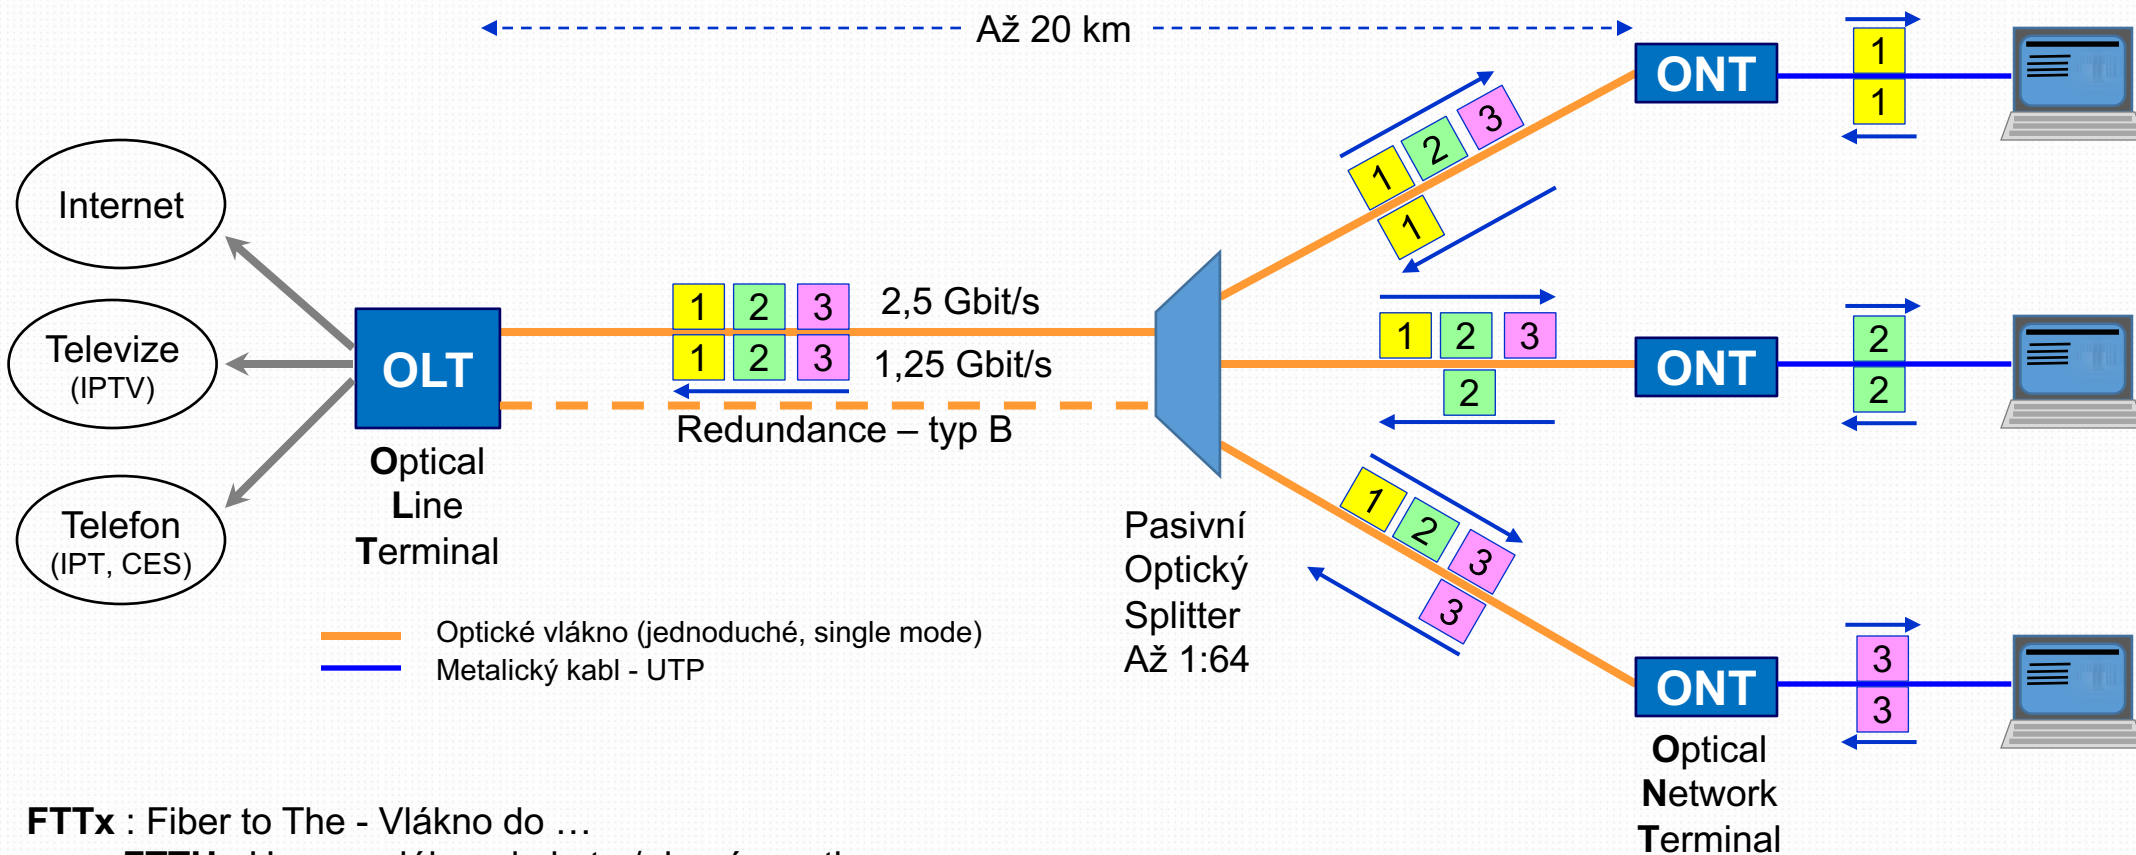 Až 20 km
ONT
1
1
1 2 3
1
Internet
Televize
(IPTV)
Telefon
(IPT, CES)
OLT
Optical
Line
Terminal
1 2 3 2,5 Gbit/s
1 2 3 1,25 Gbit/s
Redundance – typ B
Pasivní
Optický
Splitter
Až 1:64
1 2 3
2
ONT
2
2
1 2 3
3
ONT
3
3
Optical
Network
Terminal
Optické vlákno (jednoduché, single mode)
Metalický kabl - UTP
FTTx : Fiber to The - Vlákno do …